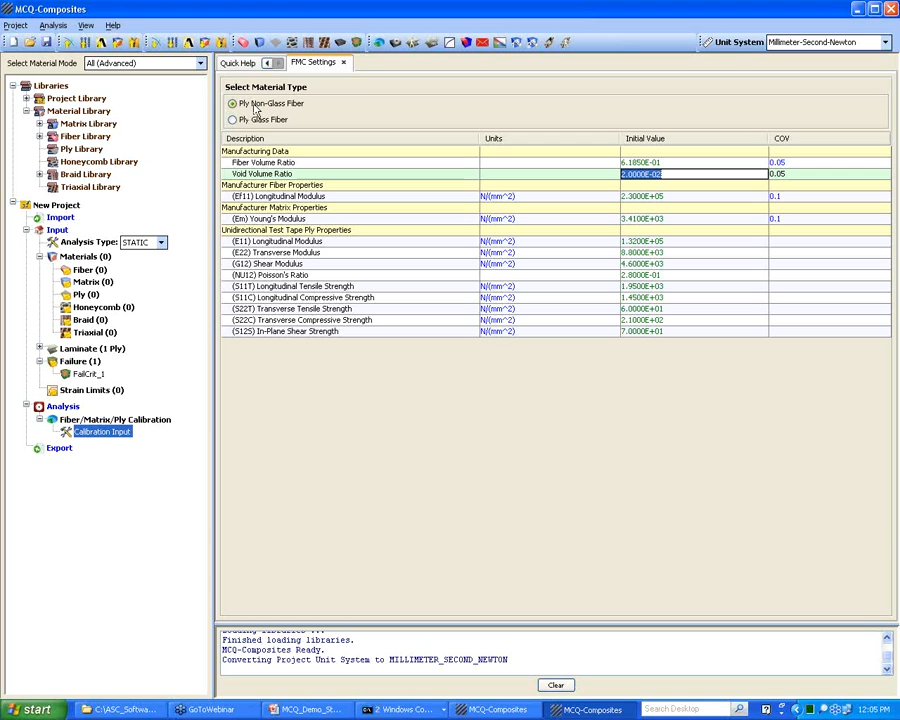 MCQ-Composites
Project Analysis View Help
Unit System Millimeter-Second-Newton
Select Material Mode All (Advanced)
Quick Help FMC Settings
Libraries
Project Library
Material Library
Matrix Library
Fiber Library
Ply Library
Honeycomb Library
Braid Library
Triaxial Library
New Project
Import
Input
Analysis Type: STATIC
Materials (0)
Fiber (0)
Matrix (0)
Ply (0)
Honeycomb (0)
Braid (0)
Triaxial (0)
Laminate (1 Ply)
Failure (1)
FailCrit_1
Strain Limits (0)
Analysis
Fiber/Matrix/Ply Calibration
Calibration Input
Export
Select Material Type
Ply Non-Glass Fiber
Ply Glass Fiber
Description Units Initial Value COV
Manufacturing Data
Fiber Volume Ratio 6.1850E-01 0.05
Void Volume Ratio 2.0000E-02 0.05
Manufacturer Fiber Properties
(Ef11) Longitudinal Modulus N/(mm^2) 2.3000E+05 0.1
Manufacturer Matrix Properties
(Em) Young's Modulus N/(mm^2) 3.4100E+03 0.1
Unidirectional Test Tape Ply Properties
(E11) Longitudinal Modulus N/(mm^2) 1.3200E+05
(E22) Transverse Modulus N/(mm^2) 8.8000E+03
(G12) Shear Modulus N/(mm^2) 4.6000E+03
(NU12) Poisson's Ratio 2.8000E-01
(S11T) Longitudinal Tensile Strength N/(mm^2) 1.9500E+03
(S11C) Longitudinal Compressive Strength N/(mm^2) 1.4500E+03
(S22T) Transverse Tensile Strength N/(mm^2) 6.0000E+01
(S22C) Transverse Compressive Strength N/(mm^2) 2.1000E+02
(S12S) In-Plane Shear Strength N/(mm^2) 7.0000E+01
Loading libraries ...
Finished loading libraries.
MCQ-Composites Ready.
Converting Project Unit System to MILLIMETER_SECOND_NEWTON
Clear
start C:\ASC_Softwa... GoToWebinar MCQ_Demo_St... 2 Windows Co... MCQ-Composites MCQ-Composites Search Desktop 12:05 PM